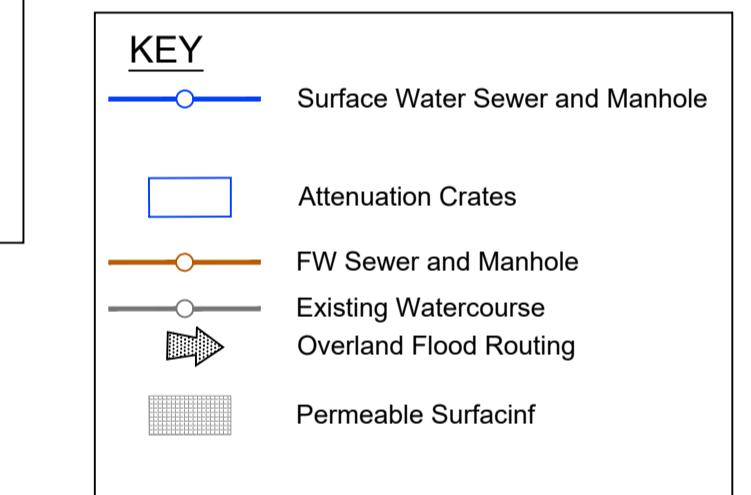 KEY
Surface Water Sewer and Manhole
Attenuation Crates
FW Sewer and Manhole
Existing Watercourse
Overland Flood Routing
Permeable Surfacinf